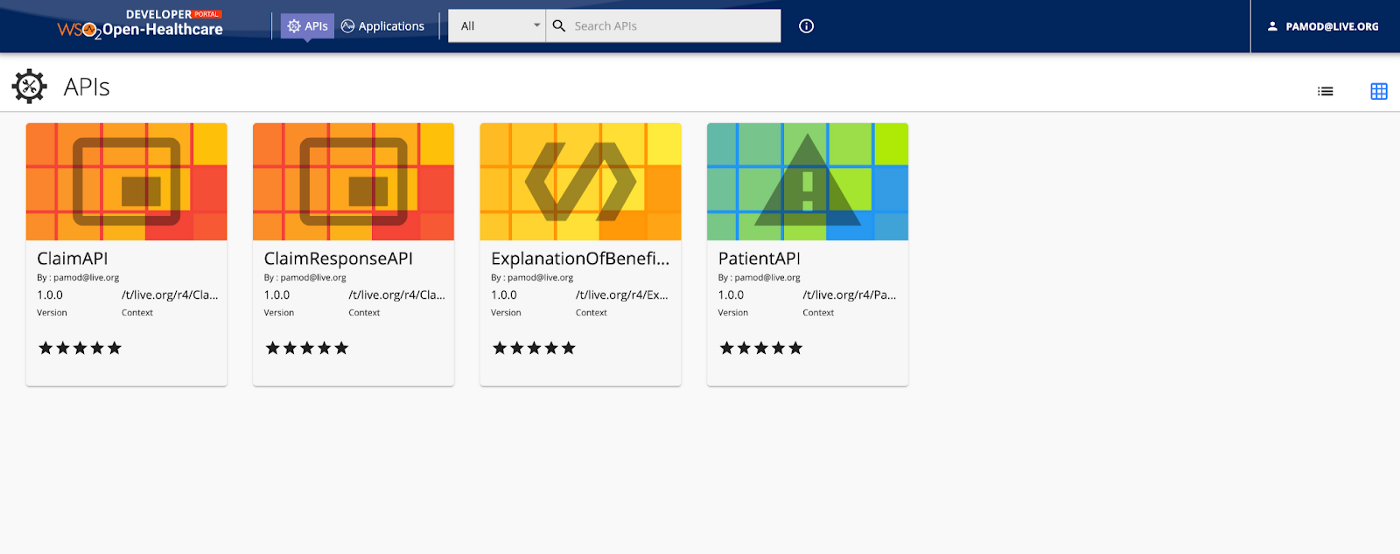 DEVELOPER PORTAL
WSO2 Open-Healthcare
APIs
Applications
All
Search APIs
PAMOD@LIVE.ORG
APIs
ClaimAPI
By : pamod@live.org
1.0.0 /t/live.org/r4/Cla...
Version Context
ClaimResponseAPI
By : pamod@live.org
1.0.0 /t/live.org/r4/Cla...
Version Context
ExplanationOfBenefi...
By : pamod@live.org
1.0.0 /t/live.org/r4/Ex...
Version Context
PatientAPI
By : pamod@live.org
1.0.0 /t/live.org/r4/Pa...
Version Context